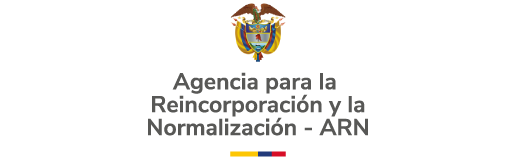 Agencia para la
Reincorporación y la
Normalización - ARN